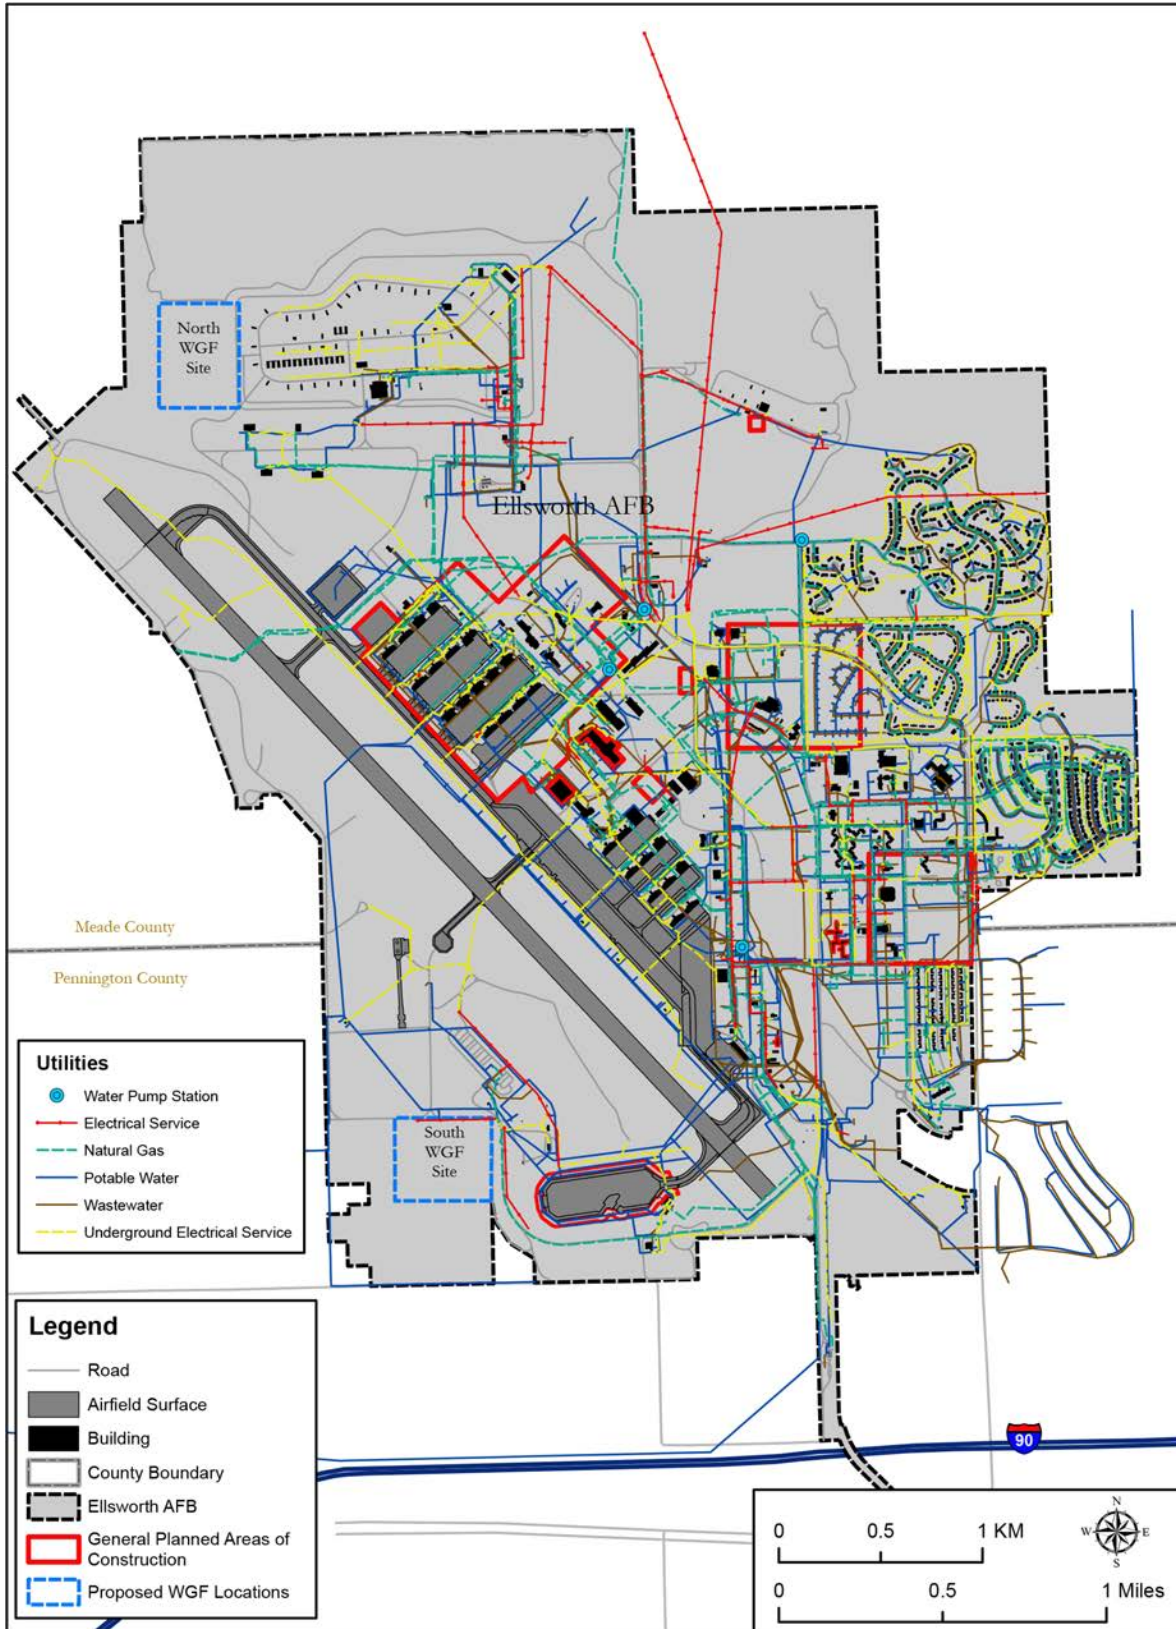 North
WGF
Site
Ellsworth AFB
Meade County
Pennington County
Utilities
Water Pump Station
Electrical Service
Natural Gas
Potable Water
Wastewater
Underground Electrical Service
South
WGF
Site
Legend
Road
Airfield Surface
Building
County Boundary
Ellsworth AFB
General Planned Areas of
Construction
Proposed WGF Locations
90
0 0.5 1 KM
0 0.5 1 Miles
N
W E
S